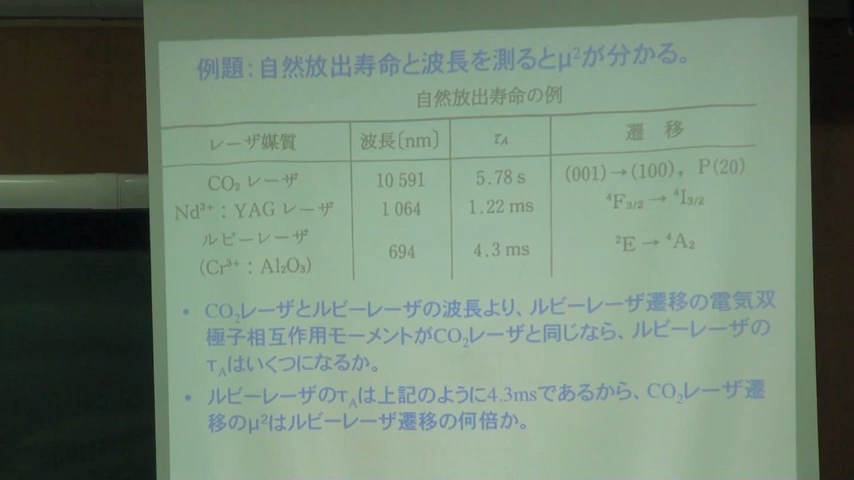 例題：自然放出寿命と波長を測るとμ²が分かる。
自然放出寿命の例
レーザ媒質 波長〔nm〕 τA 遷 移
CO₂ レーザ 10 591 5.78 s (001)→(100), P(20)
Nd³⁺：YAG レーザ 1 064 1.22 ms ⁴F₃/₂ → ⁴I₃/₂
ルビーレーザ
(Cr³⁺：Al₂O₃) 694 4.3 ms ²E → ⁴A₂
• CO₂レーザとルビーレーザの波長より、ルビーレーザ遷移の電気双
極子相互作用モーメントがCO₂レーザと同じなら、ルビーレーザの
τAはいくつになるか。
• ルビーレーザのτAは上記のように4.3msであるから、CO₂レーザ遷
移のμ²はルビーレーザ遷移の何倍か。